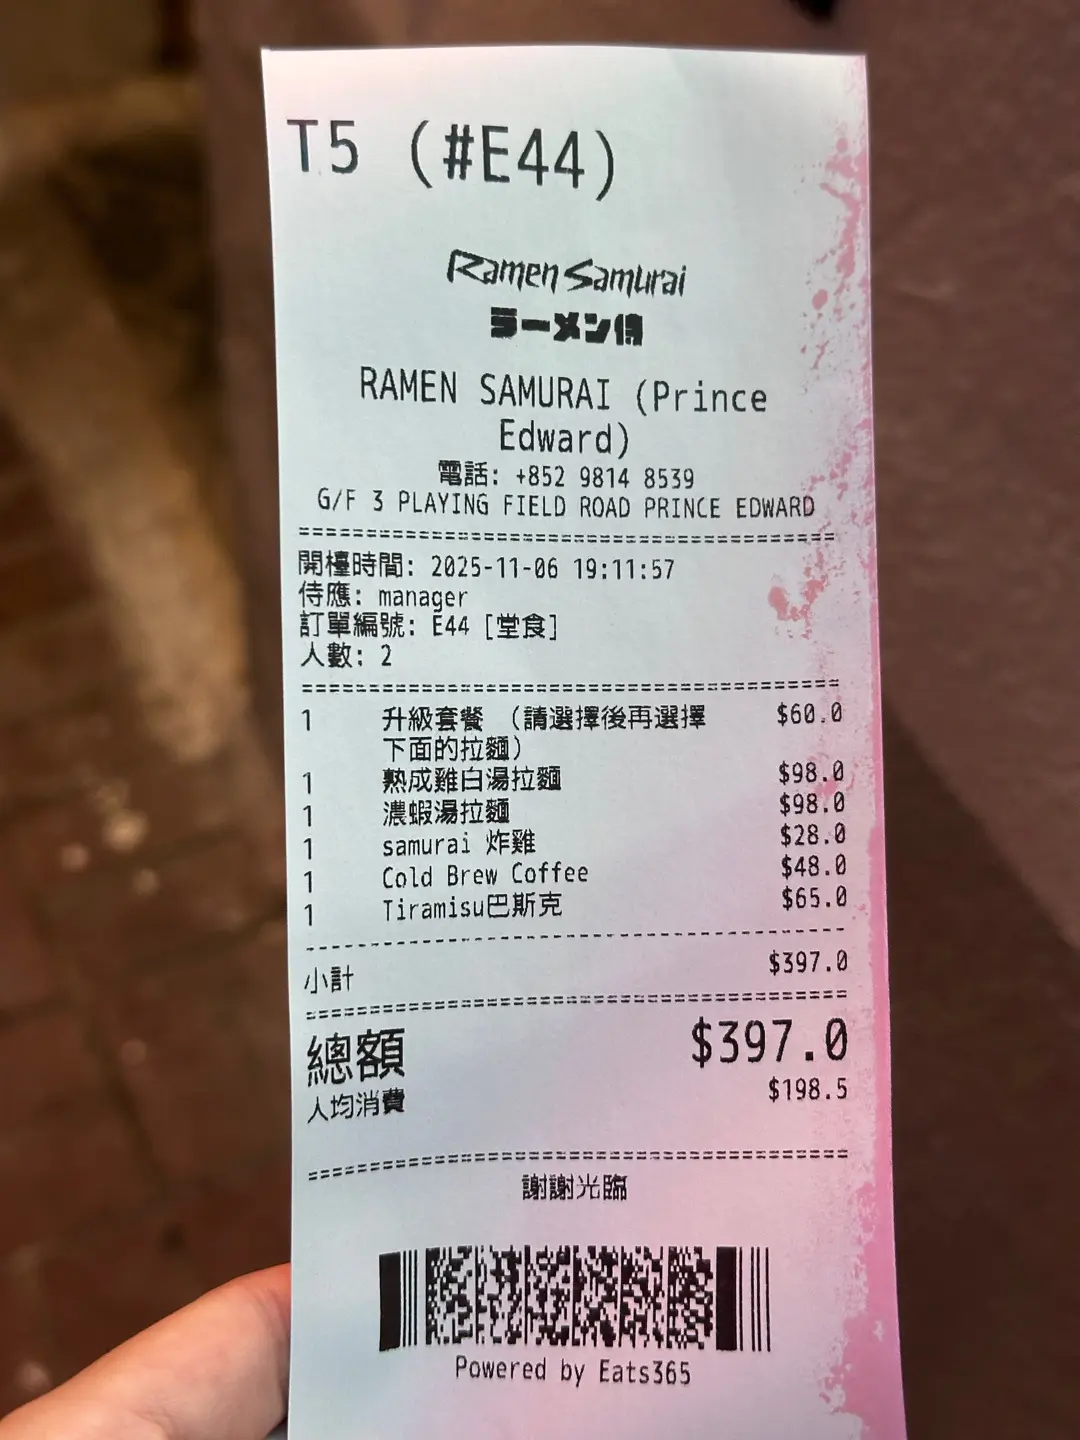 T5 (#E44)
Ramen Samurai
ラーメン侍
RAMEN SAMURAI (Prince
Edward)
電話: +852 9814 8539
G/F 3 PLAYING FIELD ROAD PRINCE EDWARD
開檯時間: 2025-11-06 19:11:57
侍應: manager
訂單編號: E44 [堂食]
人數: 2
1 升級套餐 (請選擇後再選擇 $60.0
下面的拉麵)
1 熟成雞白湯拉麵 $98.0
1 濃蝦湯拉麵 $98.0
1 samurai 炸雞 $28.0
1 Cold Brew Coffee $48.0
1 Tiramisu巴斯克 $65.0
小計 $397.0
總額 $397.0
人均消費 $198.5
謝謝光臨
Powered by Eats365